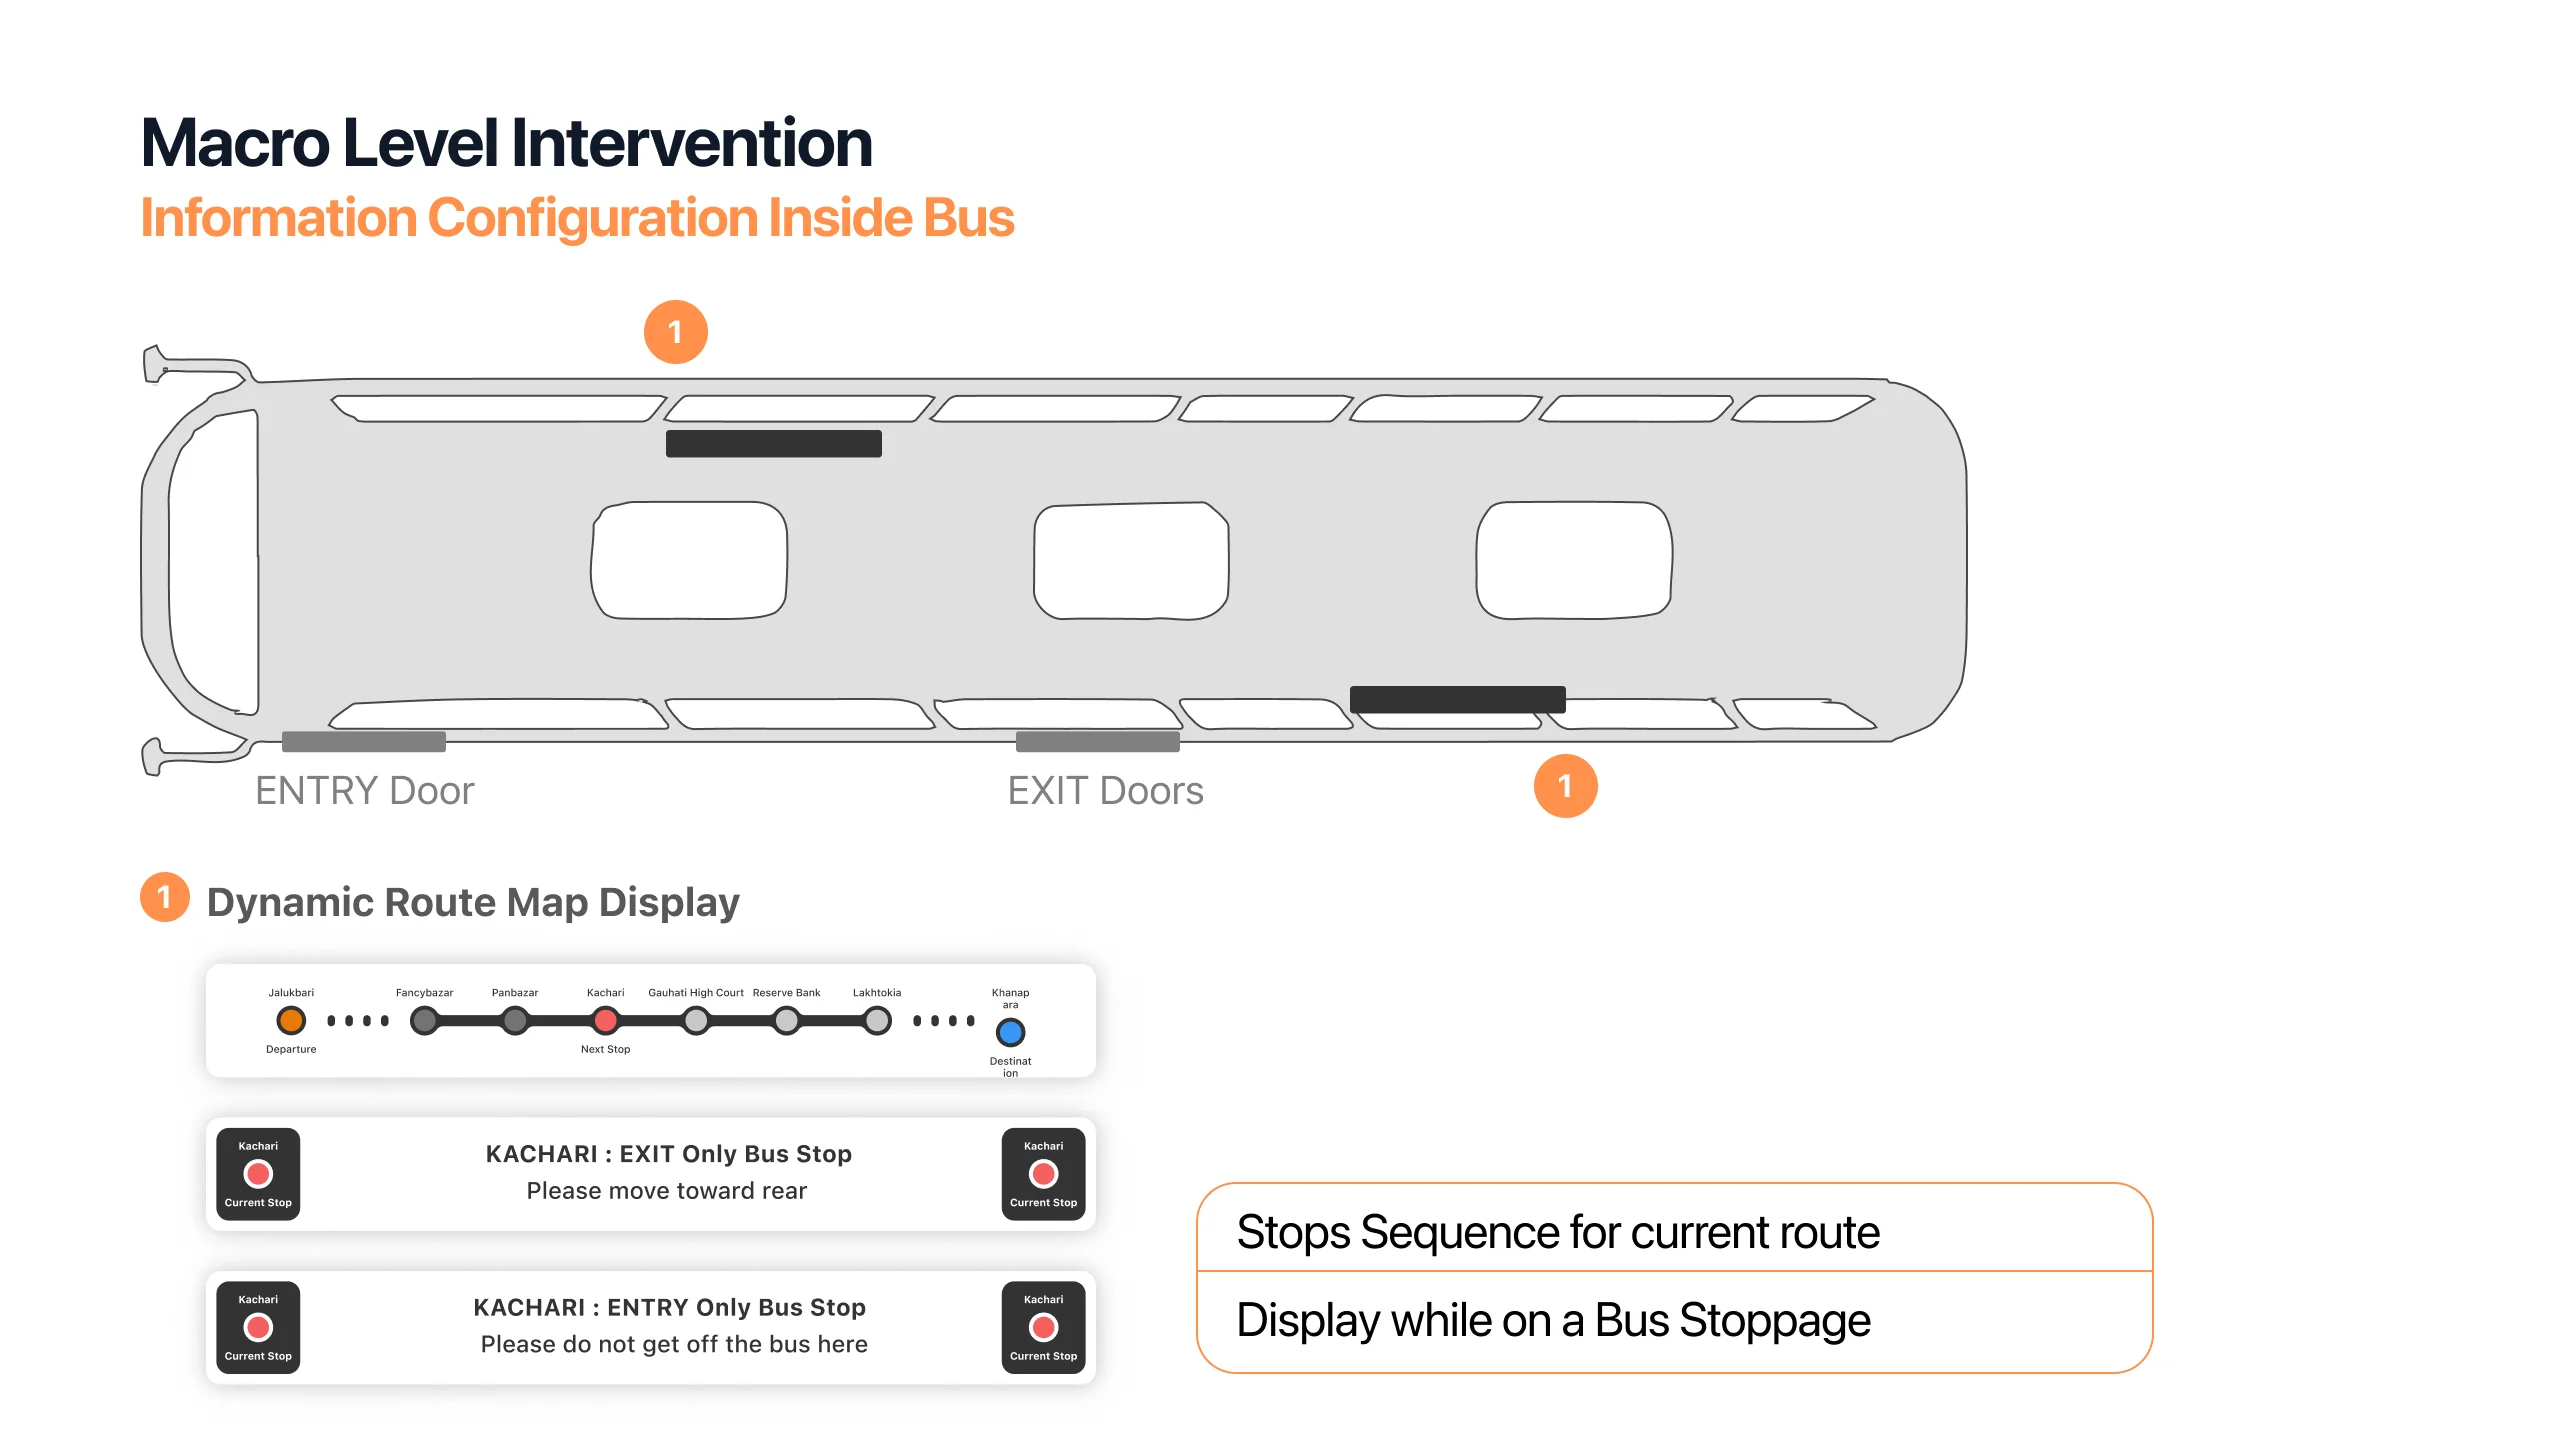 Macro Level Intervention
Information Configuration Inside Bus
1
ENTRY Door
EXIT Doors
1
1 Dynamic Route Map Display
Jalukbari
Departure
Fancybazar
Panbazar
Kachari
Next Stop
Gauhati High Court
Reserve Bank
Lakhtokia
Khanap
ara
Destinat
ion
Kachari
Current Stop
KACHARI : EXIT Only Bus Stop
Please move toward rear
Kachari
Current Stop
Kachari
Current Stop
KACHARI : ENTRY Only Bus Stop
Please do not get off the bus here
Kachari
Current Stop
Stops Sequence for current route
Display while on a Bus Stoppage